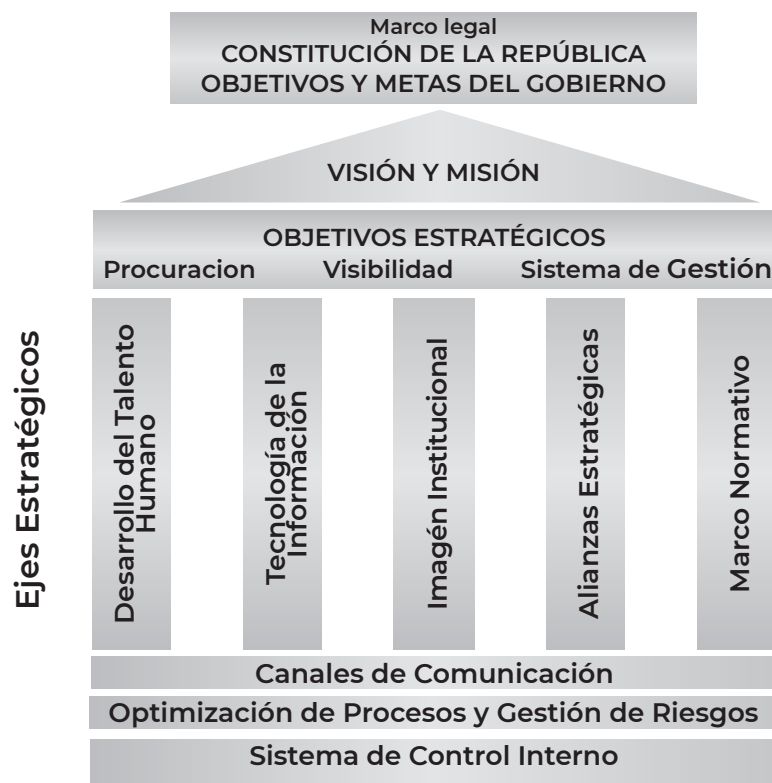 Marco legal
CONSTITUCIÓN DE LA REPÚBLICA
OBJETIVOS Y METAS DEL GOBIERNO
VISIÓN Y MISIÓN
OBJETIVOS ESTRATÉGICOS
Procuracion Visibilidad Sistema de Gestión
Ejes Estratégicos
Desarrollo del Talento
Humano
Tecnología de la
Información
Imagén Institucional
Alianzas Estratégicas
Marco Normativo
Canales de Comunicación
Optimización de Procesos y Gestión de Riesgos
Sistema de Control Interno